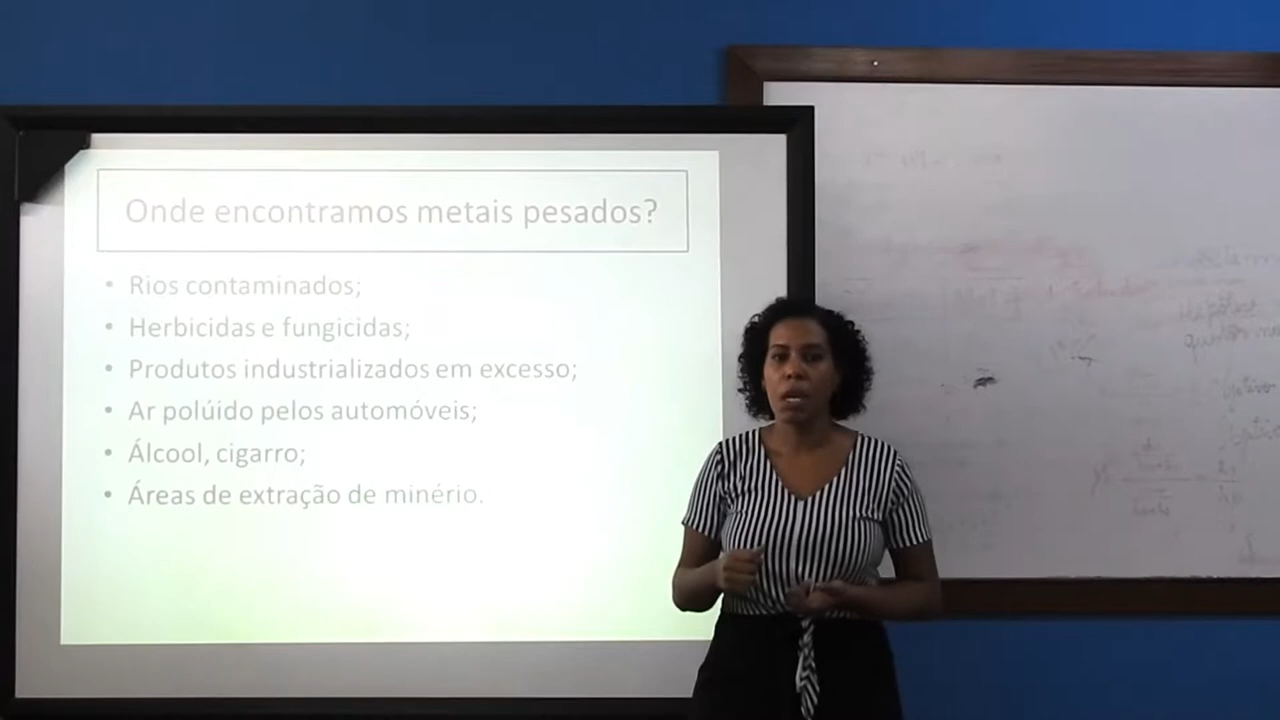 Onde encontramos metais pesados?
• Rios contaminados;
• Herbicidas e fungicidas;
• Produtos industrializados em excesso;
• Ar polúído pelos automóveis;
• Álcool, cigarro;
• Áreas de extração de minério.